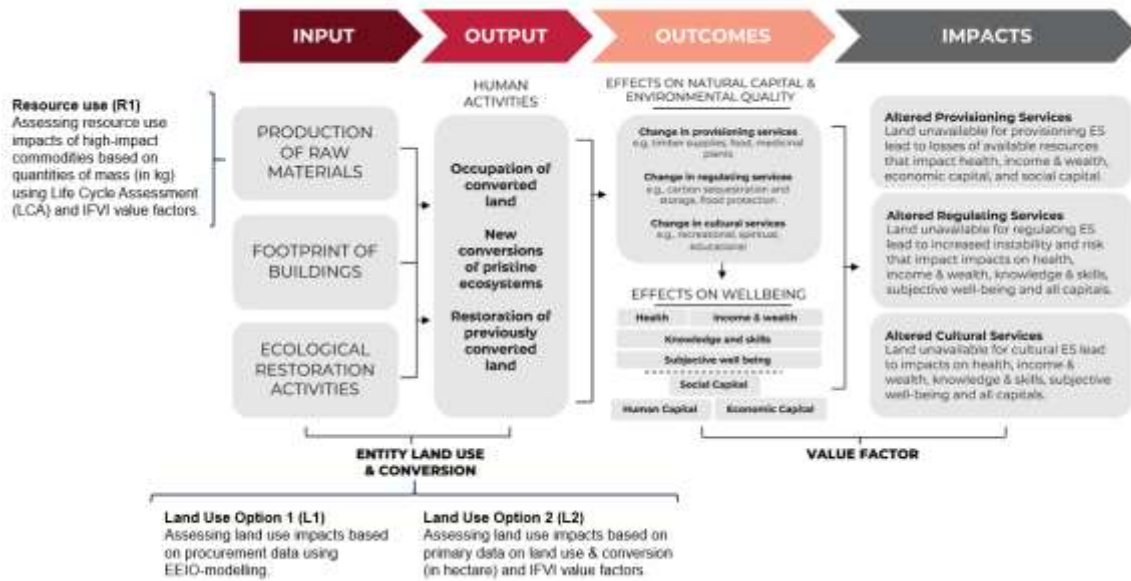 INPUT
OUTPUT
OUTCOMES
IMPACTS
Resource use (R1)
Assessing resource use
impacts of high-impact
commodities based on
quantities of mass (in kg)
using Life Cycle Assessment
(LCA) and IFVI value factors.
PRODUCTION
OF RAW
MATERIALS
FOOTPRINT OF
BUILDINGS
ECOLOGICAL
RESTORATION
ACTIVITIES
HUMAN
ACTIVITIES
Occupation of
converted
land
New
conversions
of pristine
ecosystems
Restoration of
previously
converted
land
EFFECTS ON NATURAL CAPITAL &
ENVIRONMENTAL QUALITY
Change in provisioning services
e.g. timber supplies, food, medicinal
plants
Change in regulating services
e.g., carbon sequestration and
storage, flood protection
Change in cultural services
e.g., recreational, spiritual,
educational
EFFECTS ON WELLBEING
Health
Income & wealth
Knowledge and skills
Subjective well being
Social Capital
Human Capital
Economic Capital
Altered Provisioning Services
Land unavailable for provisioning ES
lead to losses of available resources
that impact health, income & wealth,
economic capital, and social capital.
Altered Regulating Services
Land unavailable for regulating ES
lead to increased instability and risk
that impact impacts on health,
income & wealth, knowledge & skills,
subjective well-being and all capitals.
Altered Cultural Services
Land unavailable for cultural ES lead
to impacts on health, income &
wealth, knowledge & skills, subjective
well-being and all capitals.
ENTITY LAND USE
& CONVERSION
VALUE FACTOR
Land Use Option 1 (L1)
Assessing land use impacts based
on procurement data using
EEIO-modelling.
Land Use Option 2 (L2)
Assessing land use impacts based on
primary data on land use & conversion
(in hectare) and IFVI value factors.